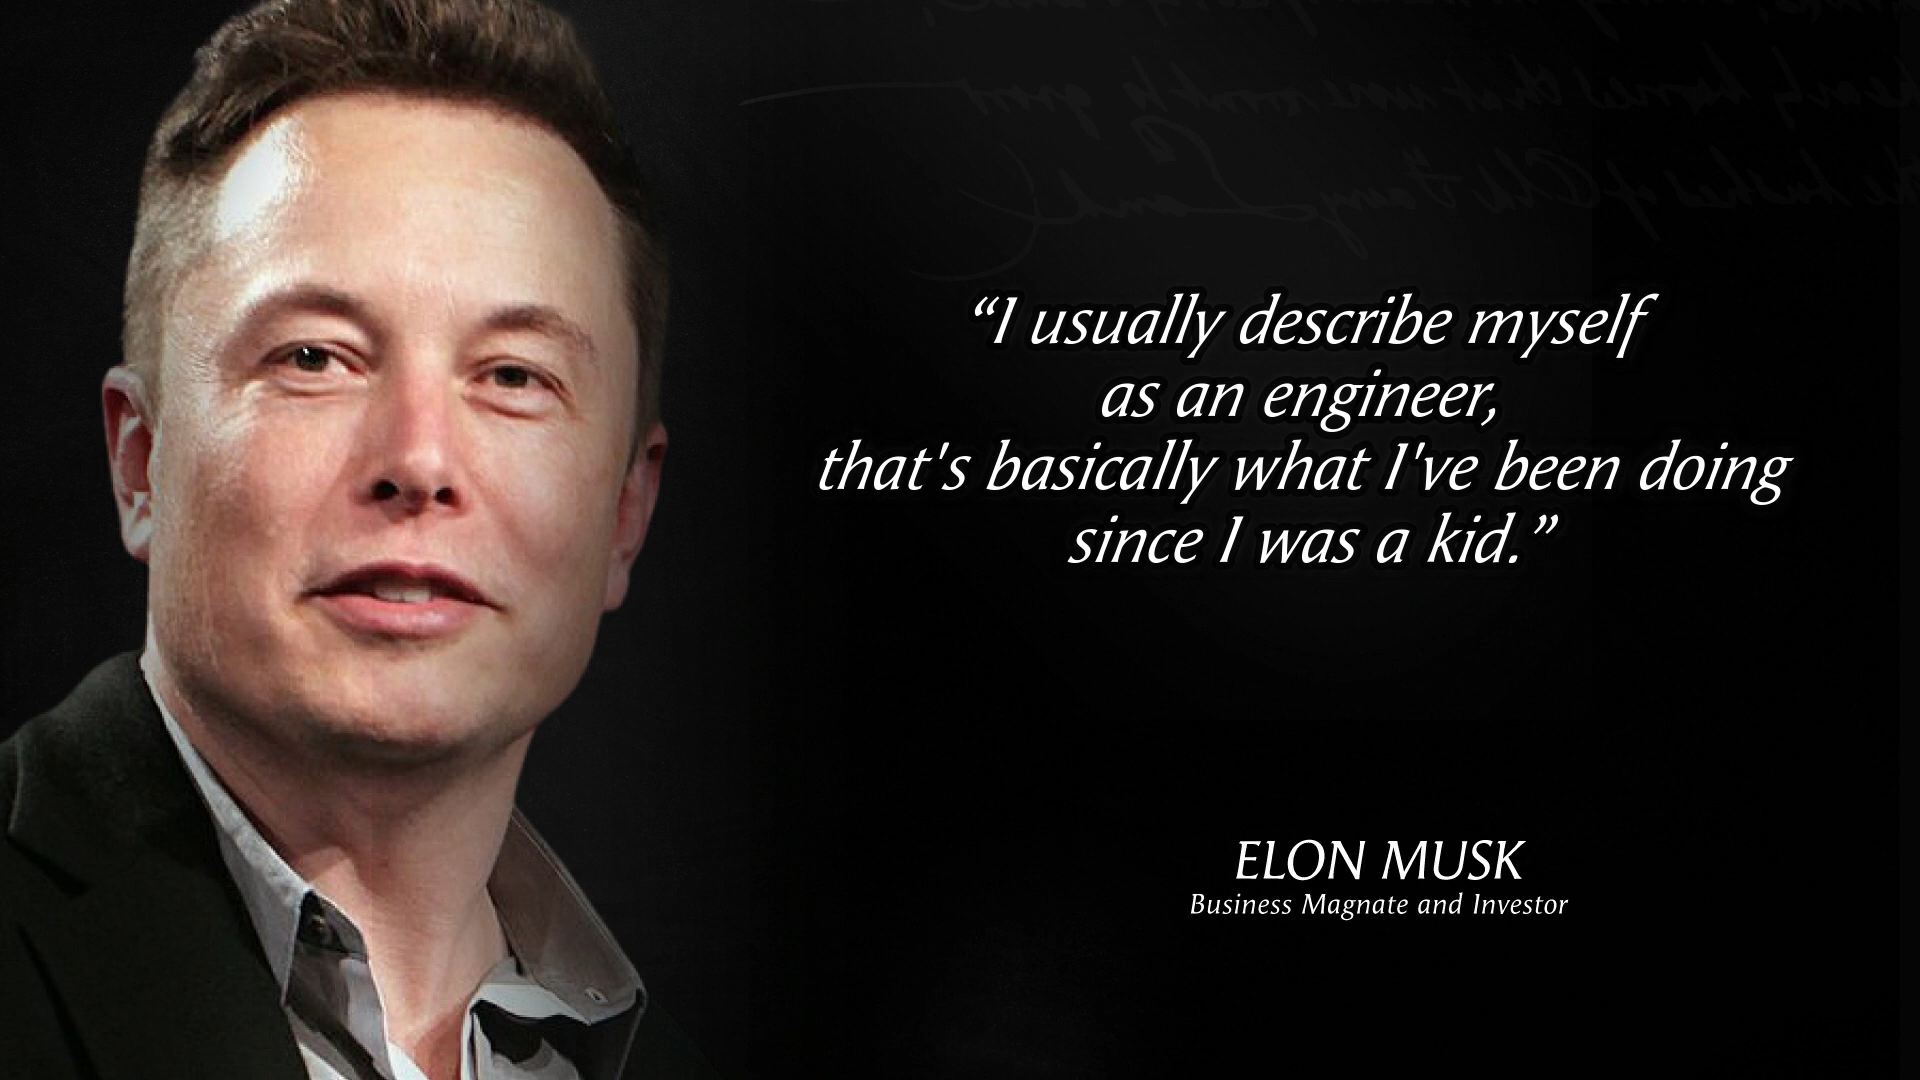 “I usually describe myself
as an engineer,
that's basically what I've been doing
since I was a kid.”
ELON MUSK
Business Magnate and Investor